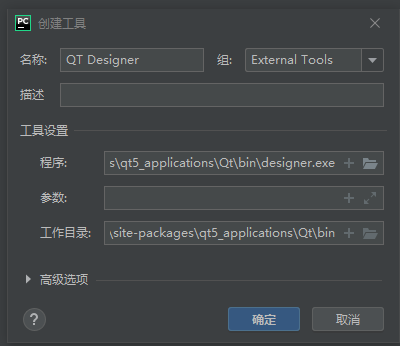 PC 创建工具
名称: QT Designer 组: External Tools
描述
工具设置
程序: s\qt5_applications\Qt\bin\designer.exe
参数:
工作目录: \site-packages\qt5_applications\Qt\bin
高级选项
? 确定 取消